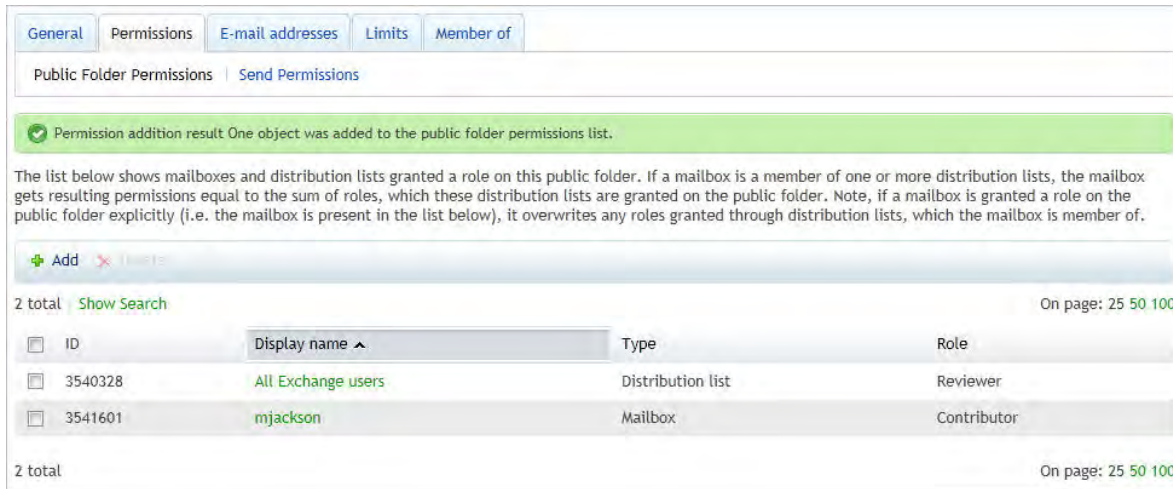 General Permissions E-mail addresses Limits Member of
Public Folder Permissions Send Permissions
Permission addition result One object was added to the public folder permissions list.
The list below shows mailboxes and distribution lists granted a role on this public folder. If a mailbox is a member of one or more distribution lists, the mailbox
gets resulting permissions equal to the sum of roles, which these distribution lists are granted on the public folder. Note, if a mailbox is granted a role on the
public folder explicitly (i.e. the mailbox is present in the list below), it overwrites any roles granted through distribution lists, which the mailbox is member of.
Add
2 total Show Search On page: 25 50 100
ID Display name Type Role
3540328 All Exchange users Distribution list Reviewer
3541601 mjackson Mailbox Contributor
2 total On page: 25 50 100